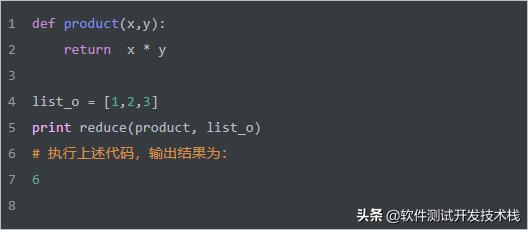 1 def product(x,y):
2     return  x * y
3
4 list_o = [1,2,3]
5 print reduce(product, list_o)
6 # 执行上述代码，输出结果为：
7 6
8
头条 @软件测试开发技术栈